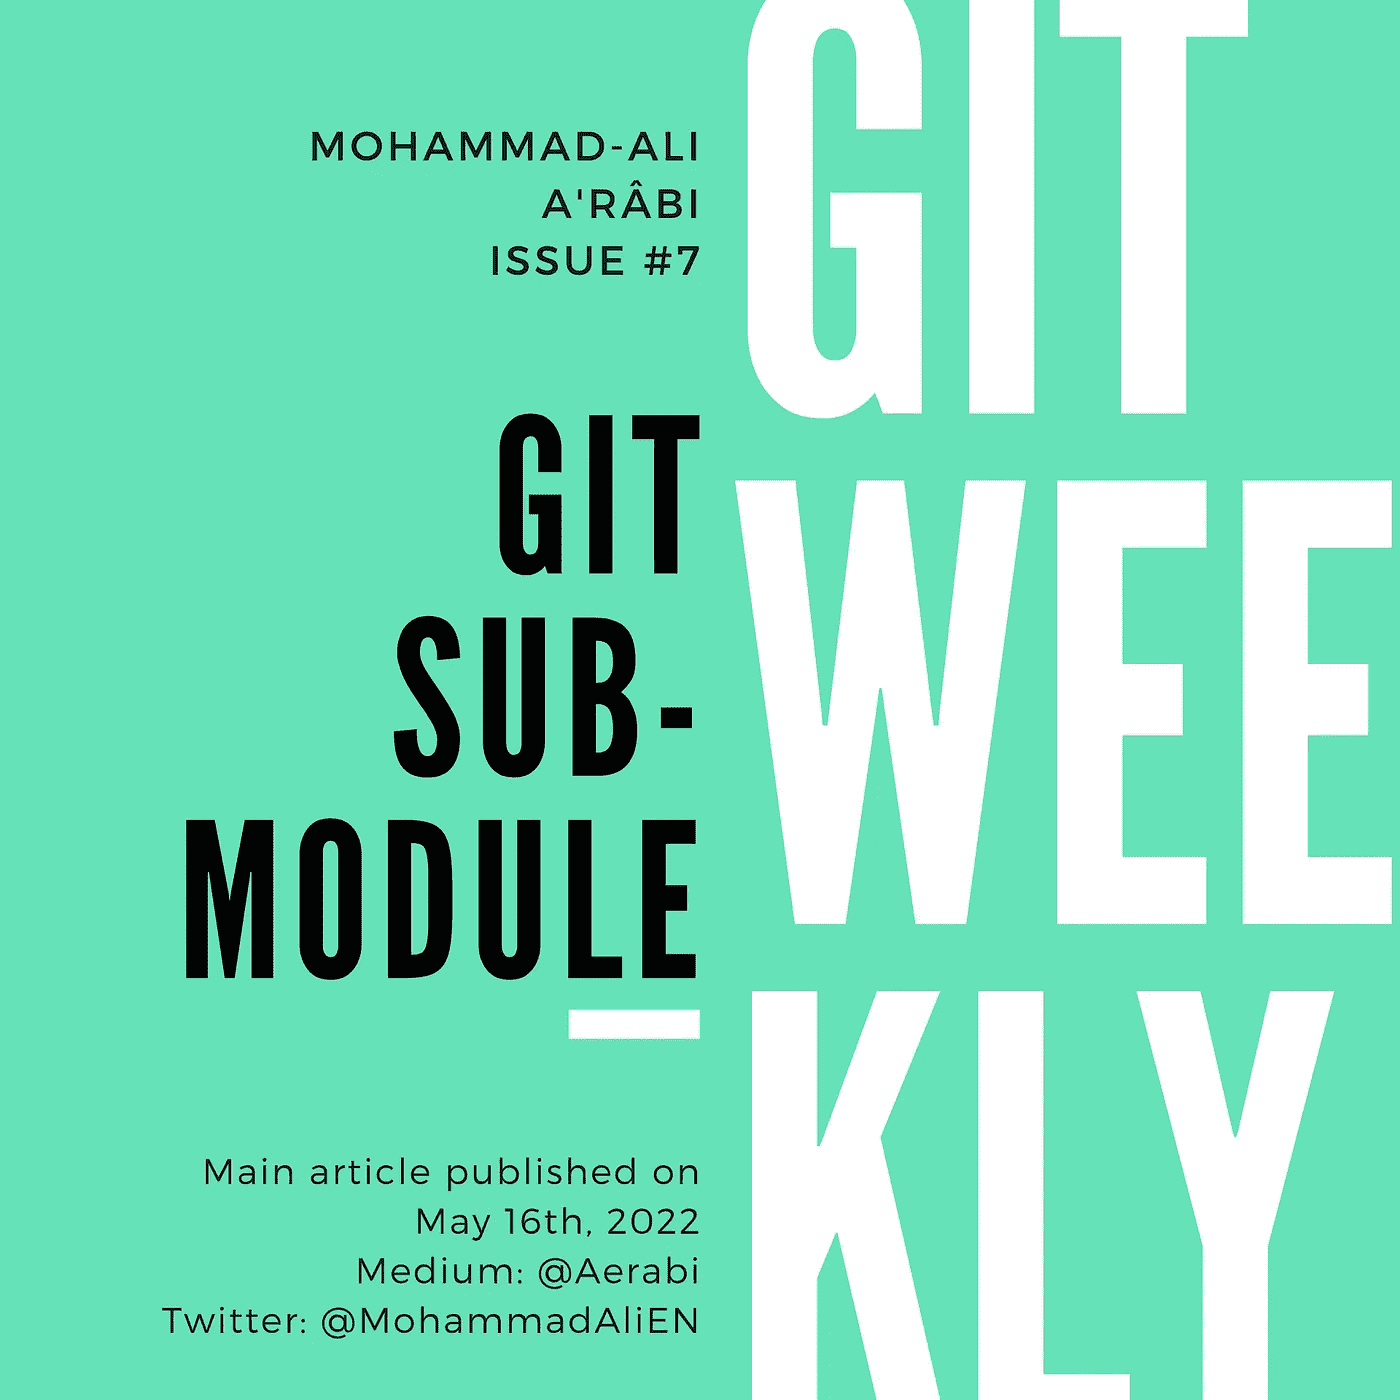 MOHAMMAD-ALI
A'RÂBI
ISSUE #7
GIT
SUB-
MODULE
Main article published on
May 16th, 2022
Medium: @Aerabi
Twitter: @MohammadAliEN
GIT
WEE
KLY